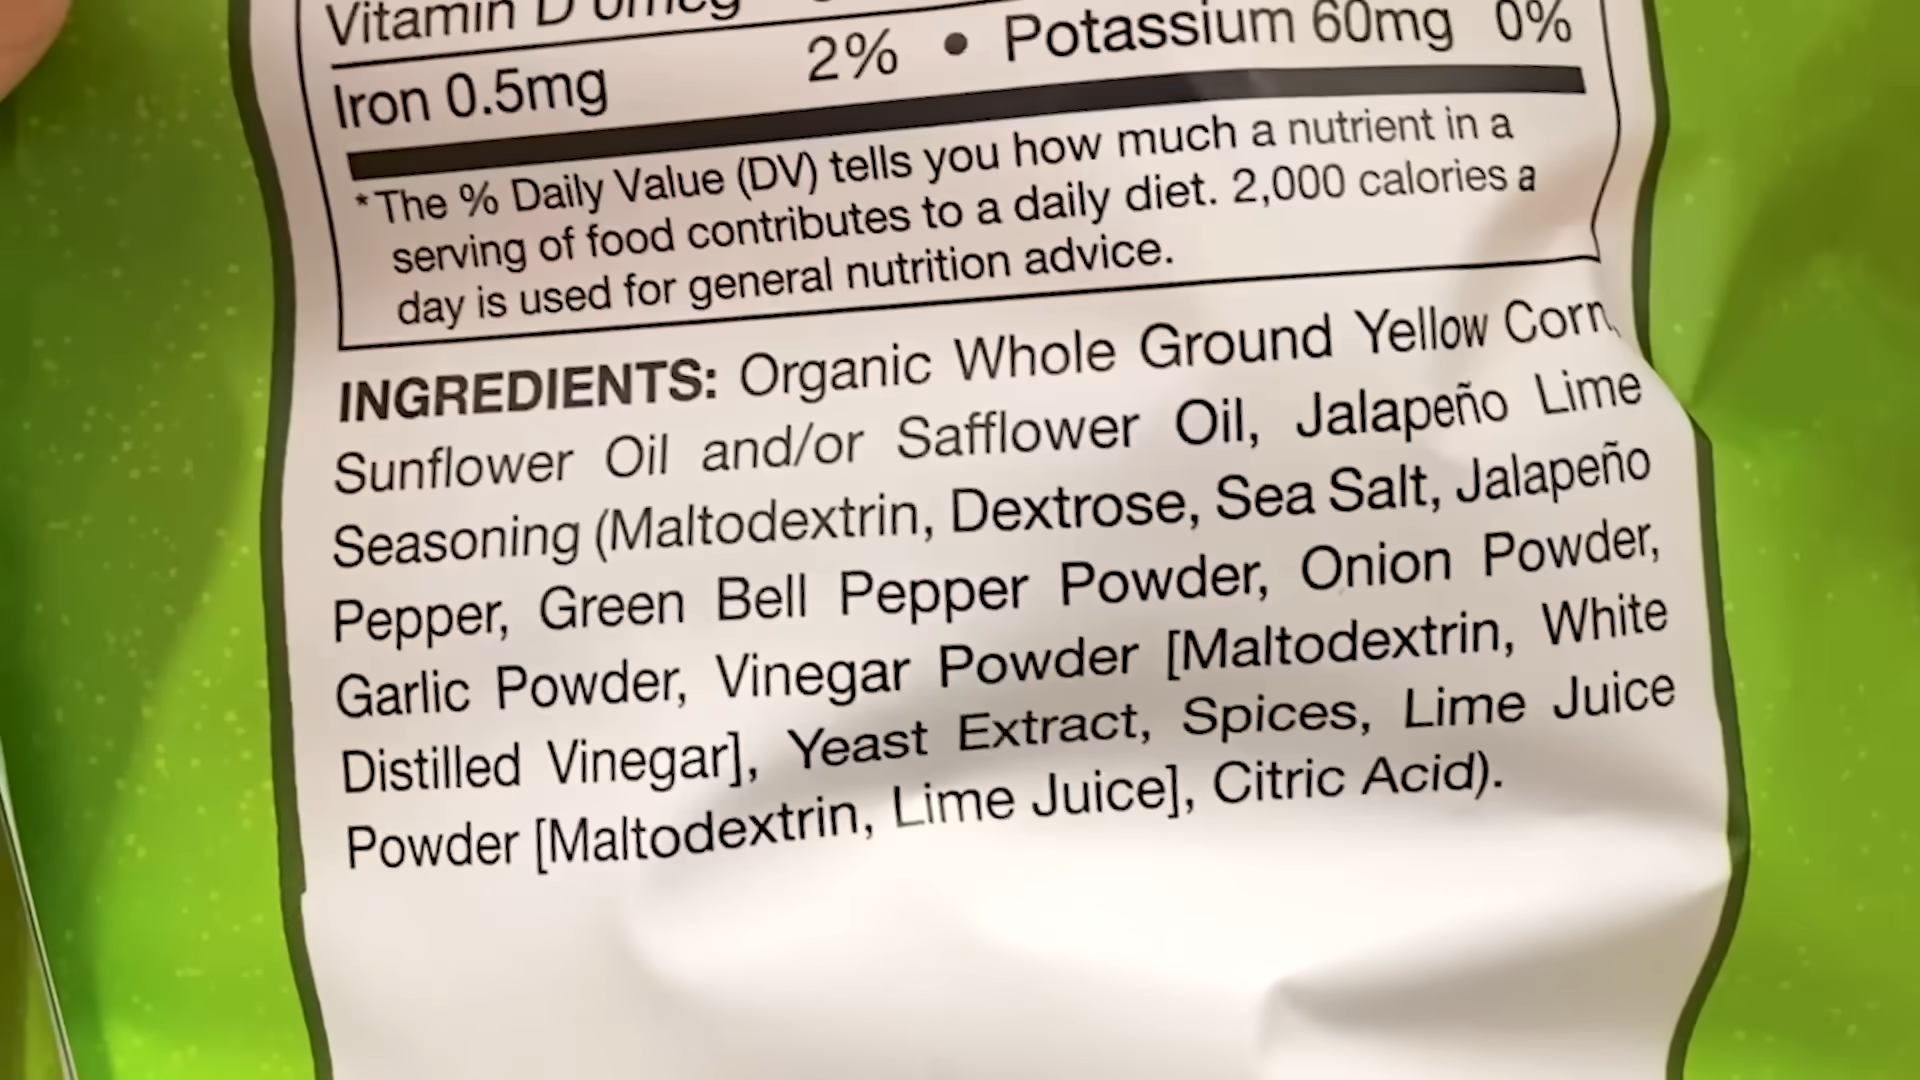 Vitamin D 0mcg
Iron 0.5mg 2% • Potassium 60mg 0%
*The % Daily Value (DV) tells you how much a nutrient in a
serving of food contributes to a daily diet. 2,000 calories a
day is used for general nutrition advice.
INGREDIENTS: Organic Whole Ground Yellow Corn,
Sunflower Oil and/or Safflower Oil, Jalapeño Lime
Seasoning (Maltodextrin, Dextrose, Sea Salt, Jalapeño
Pepper, Green Bell Pepper Powder, Onion Powder,
Garlic Powder, Vinegar Powder [Maltodextrin, White
Distilled Vinegar], Yeast Extract, Spices, Lime Juice
Powder [Maltodextrin, Lime Juice], Citric Acid).